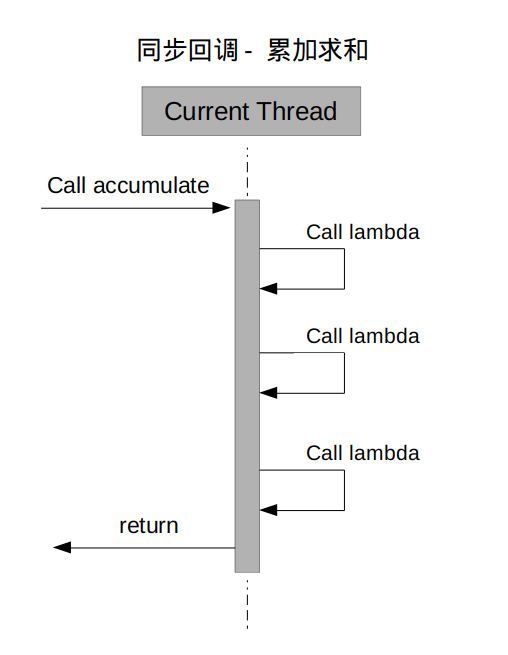 同步回调 - 累加求和
Current Thread
Call accumulate
Call lambda
Call lambda
Call lambda
return